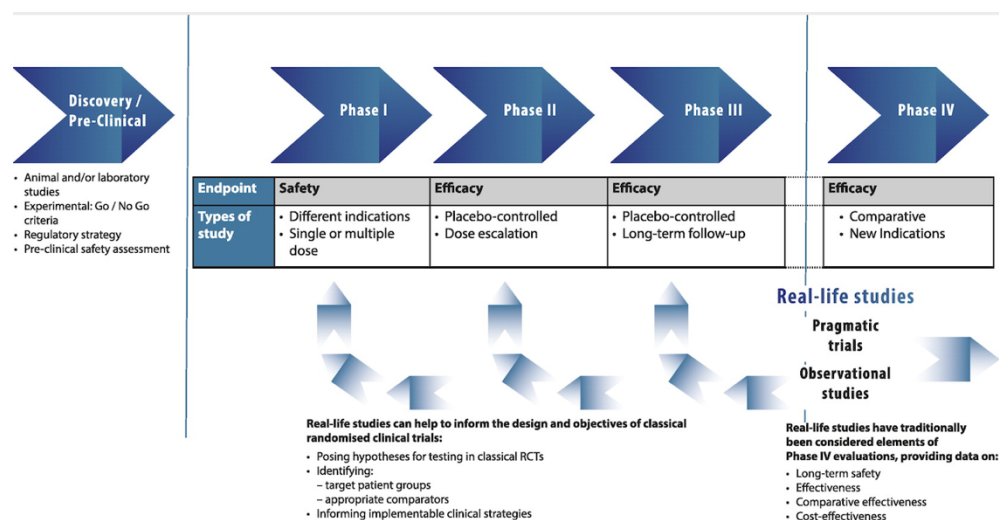 Discovery /
Pre-Clinical
Phase I
Phase II
Phase III
Phase IV
• Animal and/or laboratory
studies
• Experimental: Go / No Go
criteria
• Regulatory strategy
• Pre-clinical safety assessment
Endpoint Safety Efficacy Efficacy Efficacy
Types of study
• Different indications
• Single or multiple
dose
• Placebo-controlled
• Dose escalation
• Placebo-controlled
• Long-term follow-up
• Comparative
• New Indications
Real-life studies
Pragmatic
trials
Observational
studies
Real-life studies can help to inform the design and objectives of classical
randomised clinical trials:
• Posing hypotheses for testing in classical RCTs
• Identifying:
– target patient groups
– appropriate comparators
• Informing implementable clinical strategies
Real-life studies have traditionally
been considered elements of
Phase IV evaluations, providing data on:
• Long-term safety
• Effectiveness
• Comparative effectiveness
• Cost-effectiveness